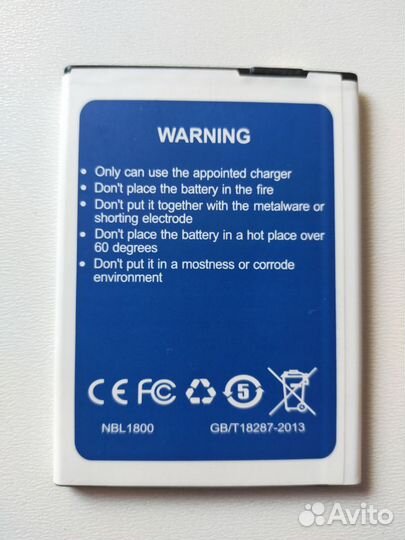 WARNING
• Only can use the appointed charger
• Don't place the battery in the fire
• Don't put it together with the metalware or
shorting electrode
• Don't place the battery in a hot place over
60 degrees
• Don't put it in a mostness or corrode
environment
CE FC 5
NBL1800 GB/T18287-2013
Avito